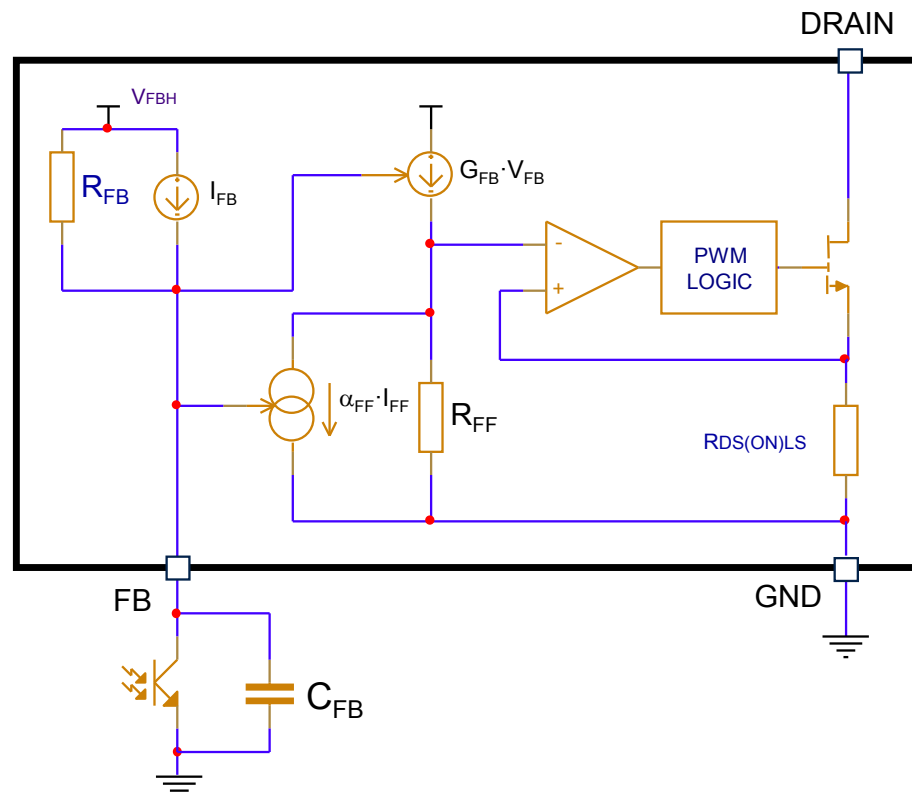 DRAIN
VFBH
RFB
IFB
GFB·VFB
-
+
PWM
LOGIC
αFF·IFF
RFF
RDS(ON)LS
FB
GND
CFB